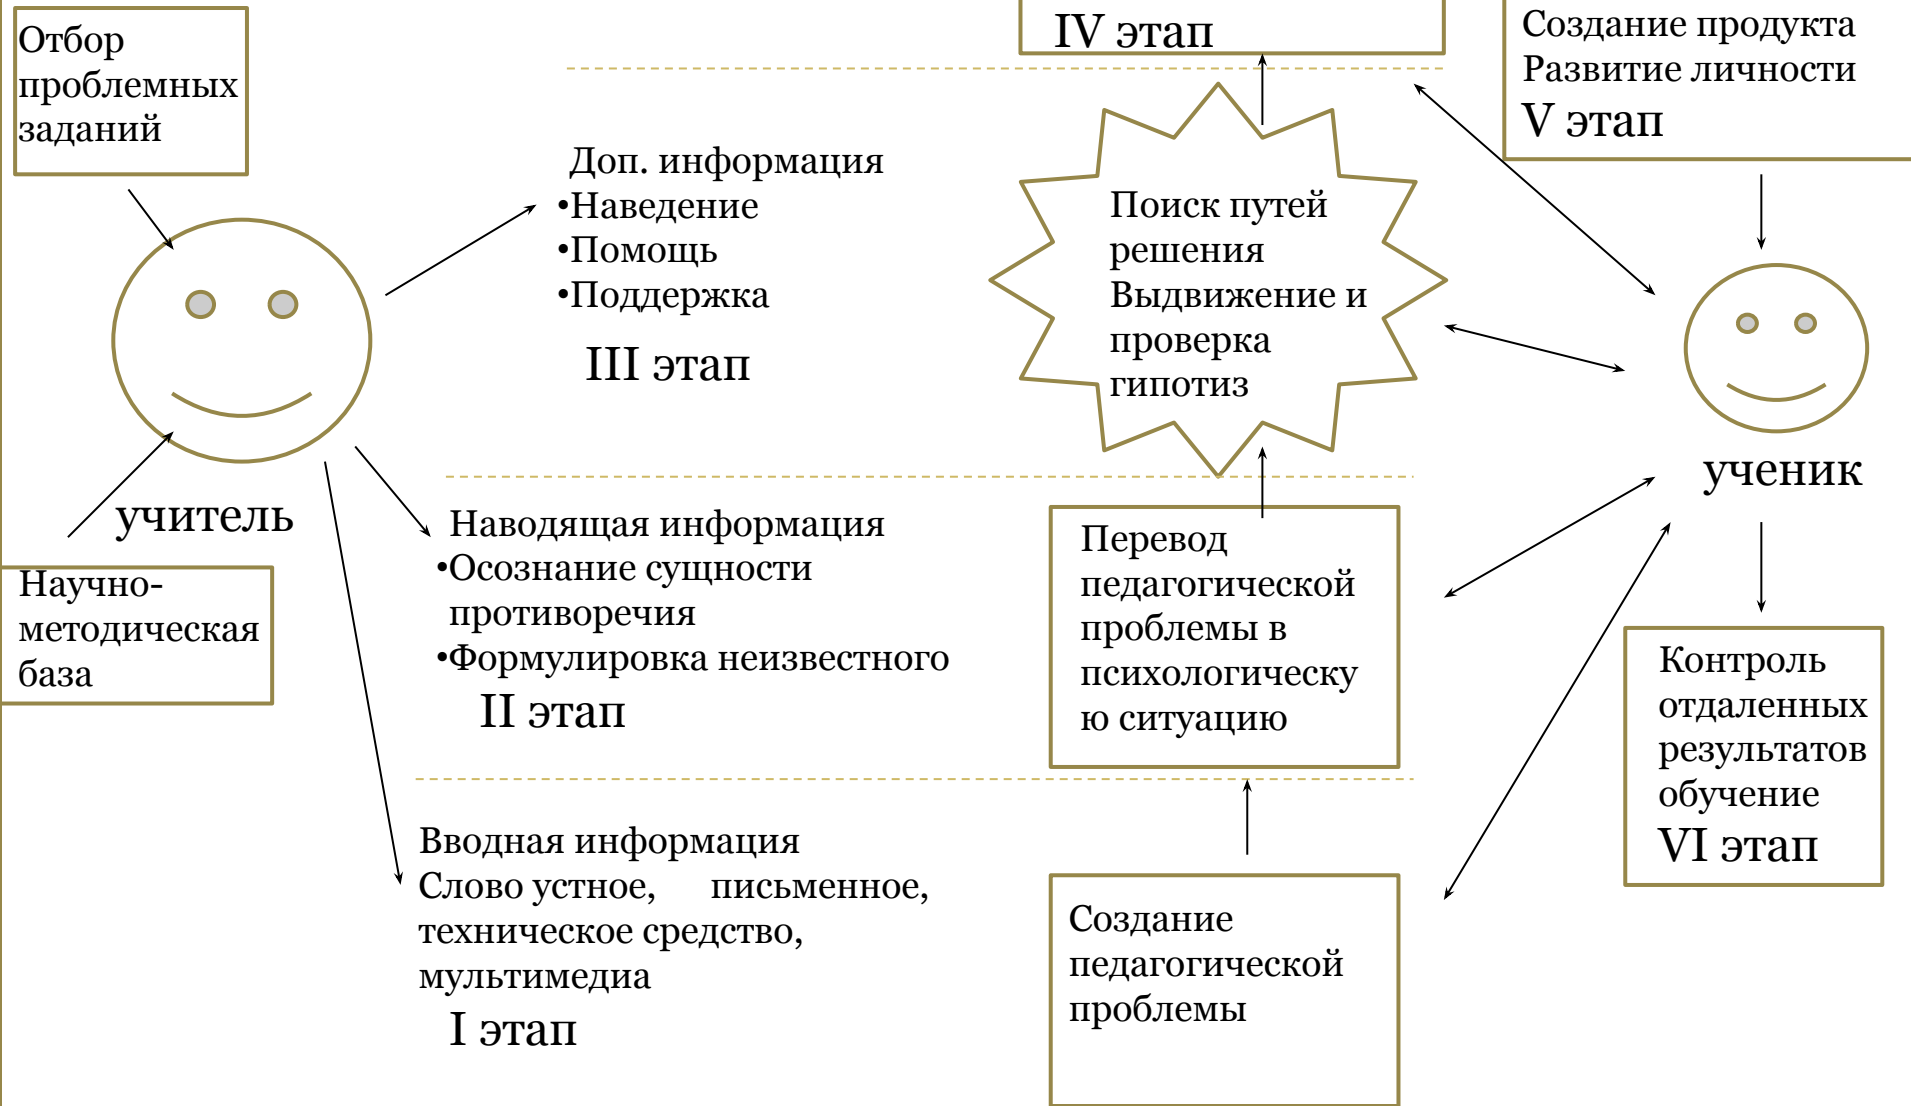 Отбор
проблемных
заданий
IV этап
Создание продукта
Развитие личности
V этап
Доп. информация
•Наведение
•Помощь
•Поддержка
III этап
Поиск путей
решения
Выдвижение и
проверка
гипотиз
учитель
ученик
Научно-
методическая
база
Наводящая информация
•Осознание сущности
противоречия
•Формулировка неизвестного
II этап
Перевод
педагогической
проблемы в
психологическу
ю ситуацию
Контроль
отдаленных
результатов
обучение
VI этап
Вводная информация
Слово устное, письменное,
техническое средство,
мультимедиа
I этап
Создание
педагогической
проблемы